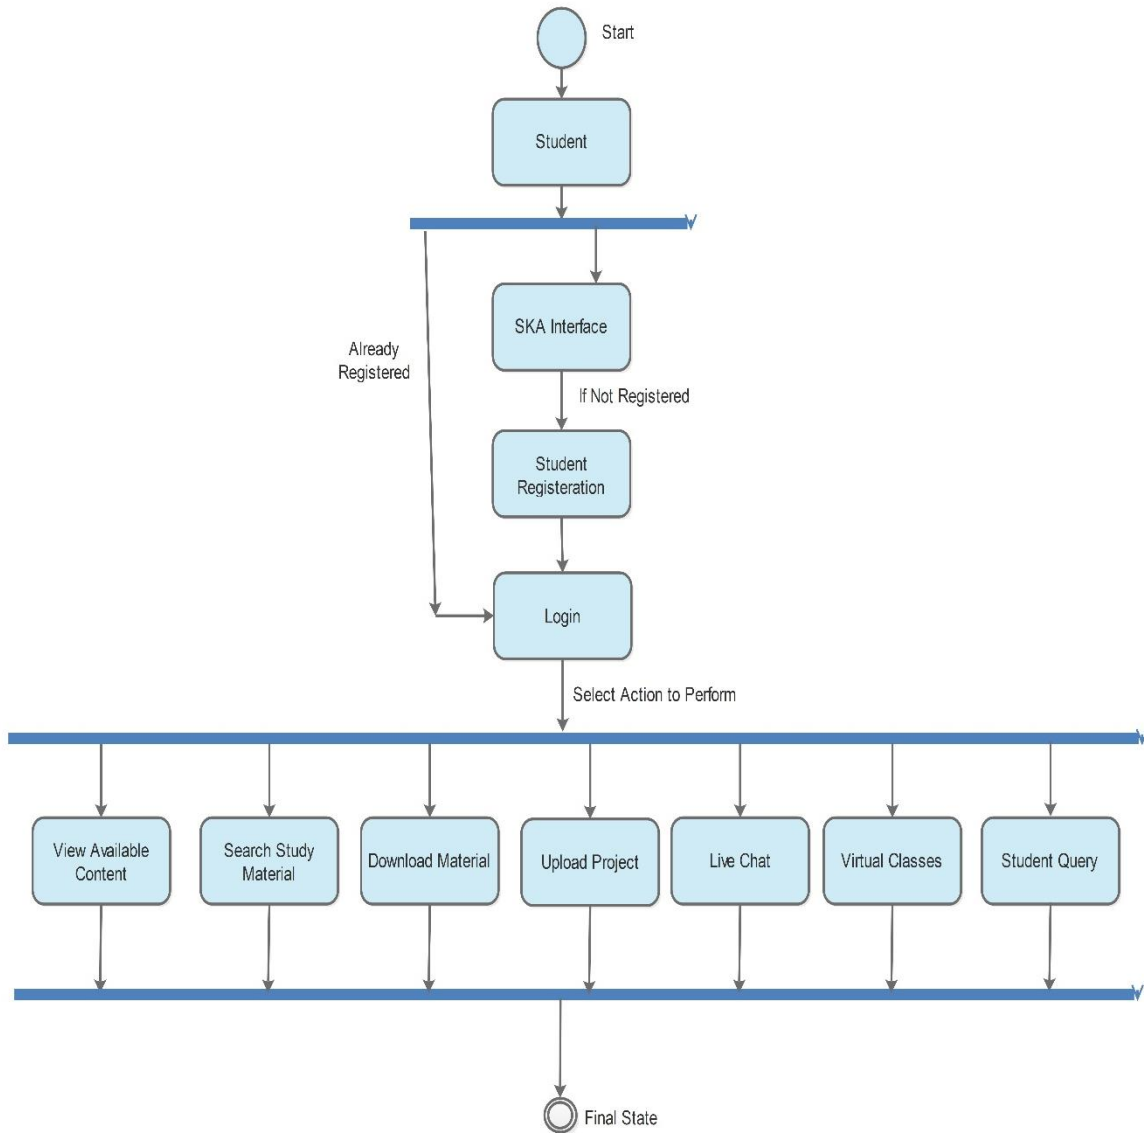 Start
Student
SKA Interface
Already
Registered
If Not Registered
Student
Registeration
Login
Select Action to Perform
View Available
Content
Search Study
Material
Download Material
Upload Project
Live Chat
Virtual Classes
Student Query
Final State